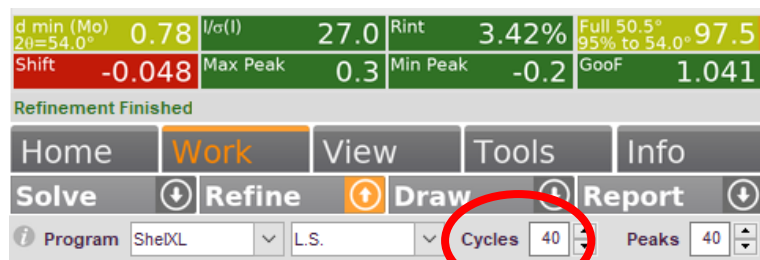 d min (Mo) 2θ=54.0° 0.78 I/σ(I) 27.0 Rint 3.42% Full 50.5° 95% to 54.0° 97.5
Shift -0.048 Max Peak 0.3 Min Peak -0.2 GooF 1.041
Refinement Finished
Home Work View Tools Info
Solve Refine Draw Report
Program ShelXL L.S. Cycles 40 Peaks 40